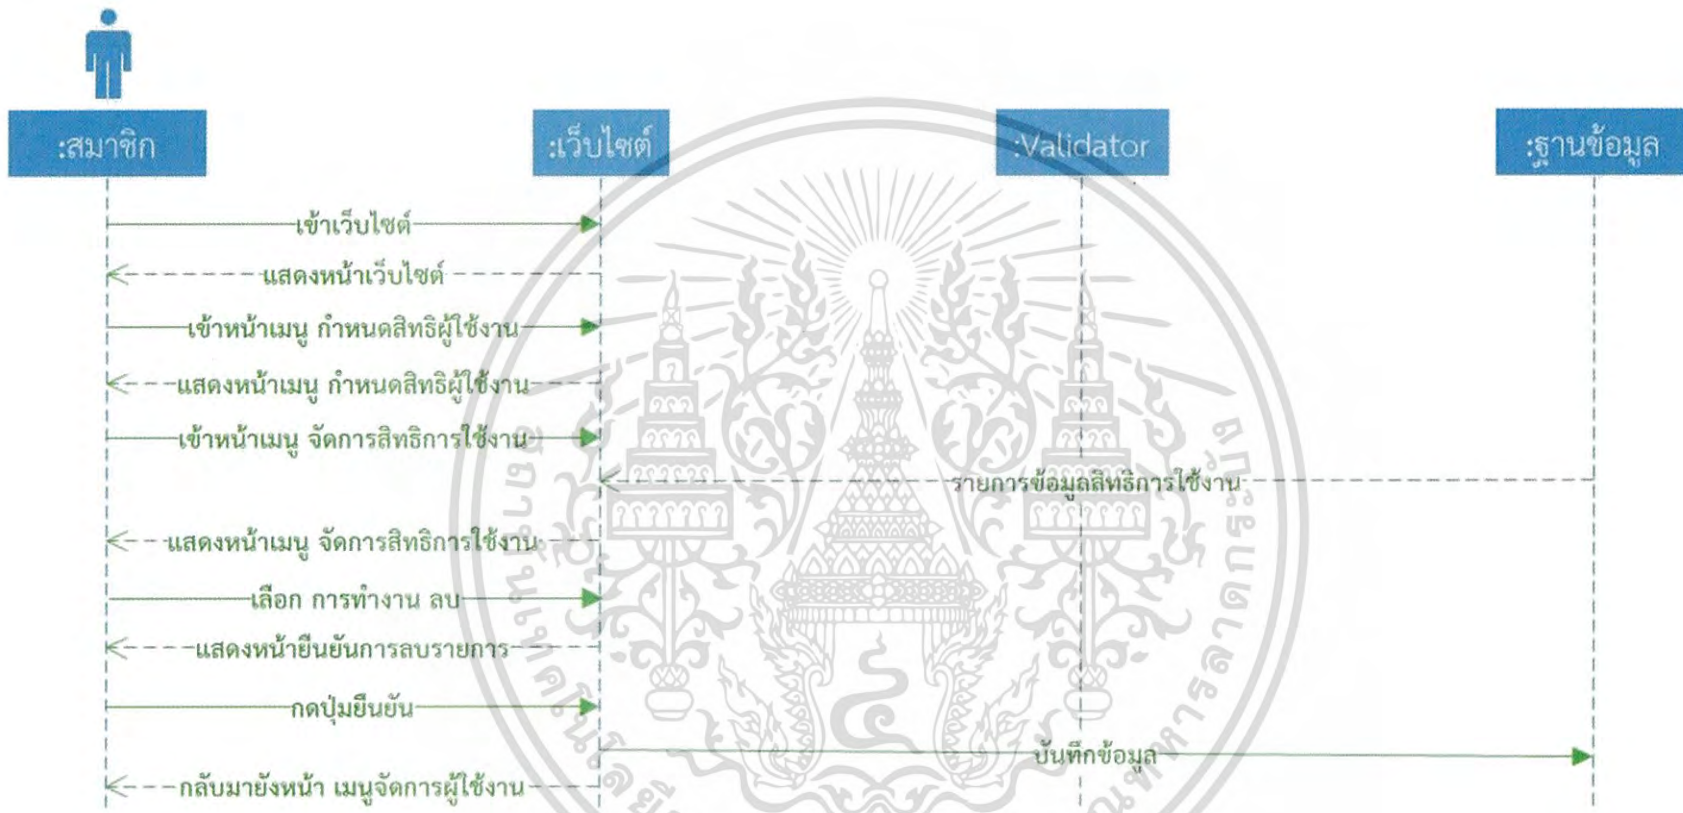 :สมาชิก
:เว็บไซต์
:Validator
:ฐานข้อมูล
เข้าเว็บไซต์
แสดงหน้าเว็บไซต์
เข้าหน้าเมนู กำหนดสิทธิผู้ใช้งาน
แสดงหน้าเมนู กำหนดสิทธิผู้ใช้งาน
เข้าหน้าเมนู จัดการสิทธิการใช้งาน
รายการข้อมูลสิทธิการใช้งาน
แสดงหน้าเมนู จัดการสิทธิการใช้งาน
เลือก การทำงาน ลบ
แสดงหน้ายืนยันการลบรายการ
กดปุ่มยืนยัน
บันทึกข้อมูล
กลับมายังหน้า เมนูจัดการผู้ใช้งาน